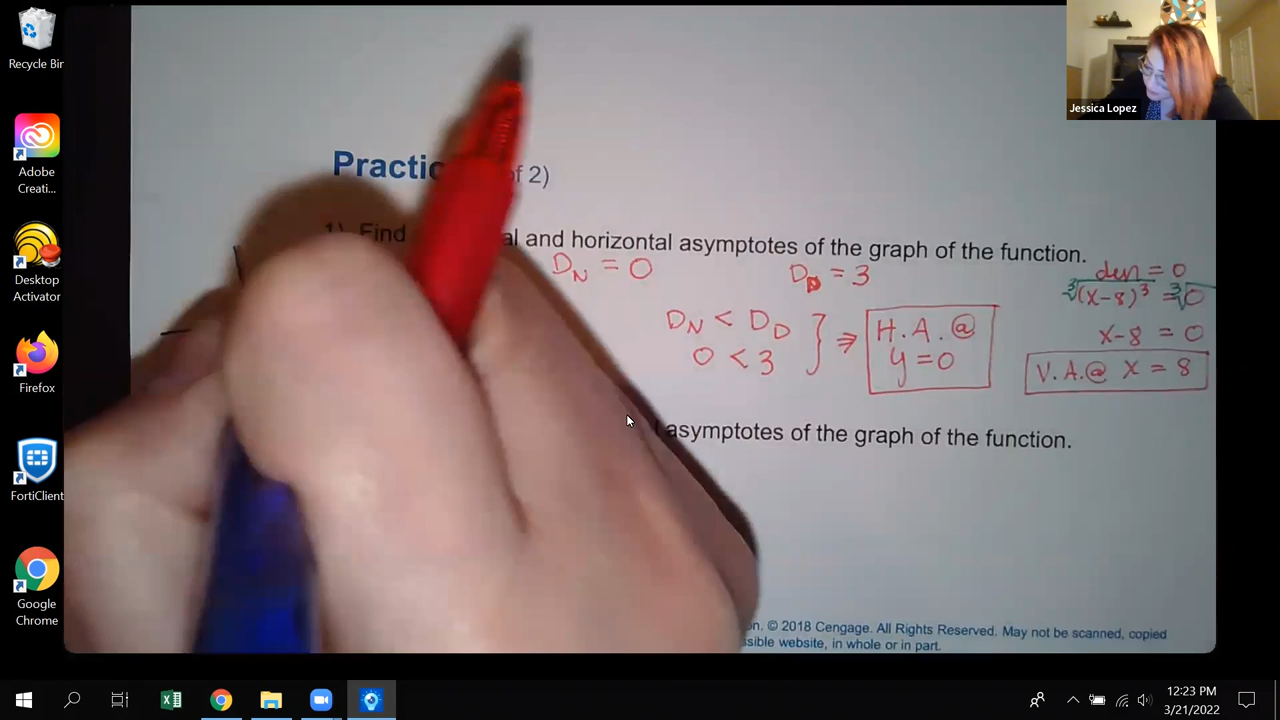 Recycle Bin
Adobe
Creati...
Desktop
Activator
Firefox
FortiClient
Google
Chrome
Jessica Lopez
of 2)
1) Find and horizontal asymptotes of the graph of the function.
D_N = 0
D_D = 3
den = 0
∛(x-8)³ = ∛0
D_N < D_D
0 < 3
⇒
H.A.@
y=0
x-8 = 0
V.A.@ x = 8
asymptotes of the graph of the function.
© 2018 Cengage. All Rights Reserved. May not be scanned, copied
website, in whole or in part.
12:23 PM
3/21/2022